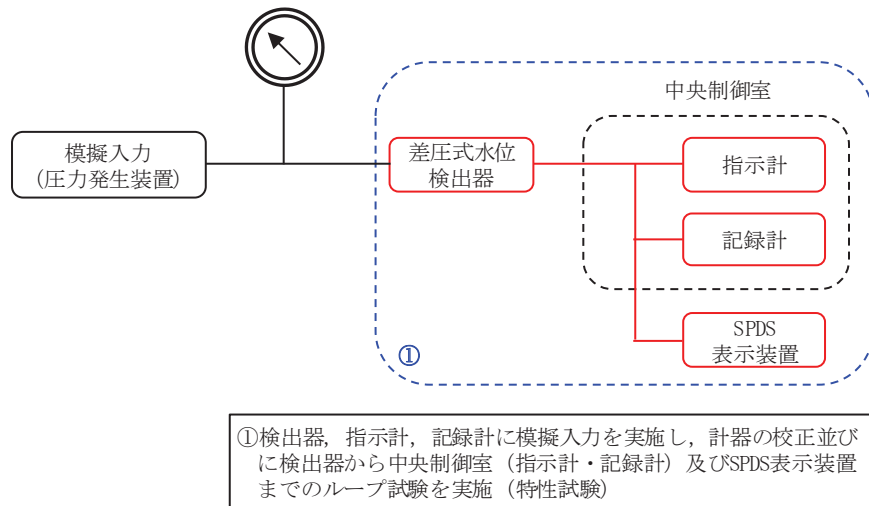 中央制御室
模擬入力
(圧力発生装置)
差圧式水位
検出器
指示計
記録計
SPDS
表示装置
①
①検出器，指示計，記録計に模擬入力を実施し，計器の校正並び
に検出器から中央制御室（指示計・記録計）及びSPDS表示装置
までのループ試験を実施（特性試験）